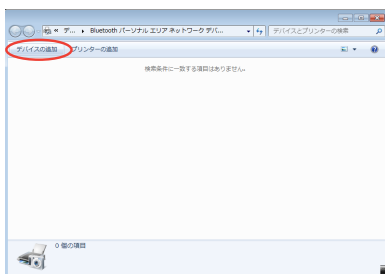 « デ... ▸ Bluetooth パーソナル エリア ネットワーク デバ... デバイスとプリンターの検索
デバイスの追加 プリンターの追加
検索条件に一致する項目はありません。
0 個の項目